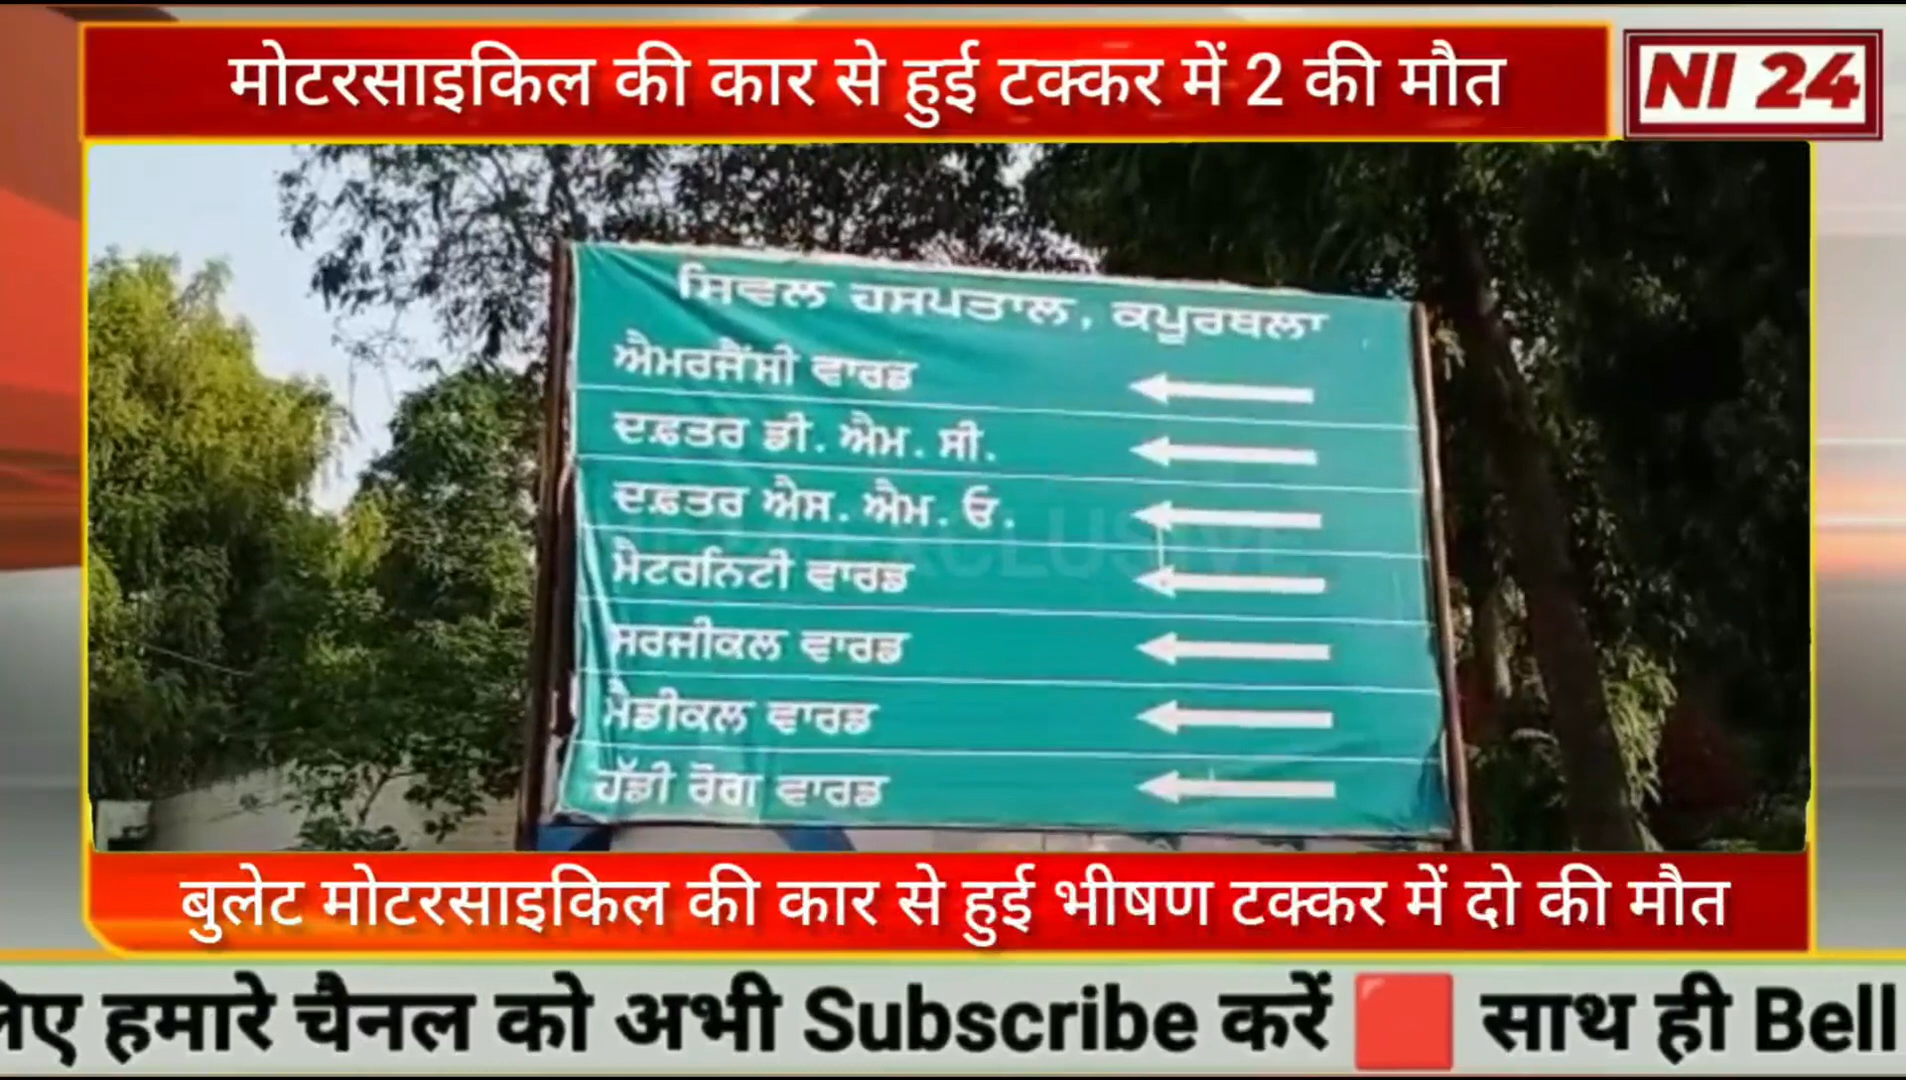 मोटरसाइकिल की कार से हुई टक्कर में 2 की मौत
NI 24
ਸਿਵਲ ਹਸਪਤਾਲ, ਕਪੂਰਥਲਾ
ਐਮਰਜੈਂਸੀ ਵਾਰਡ
ਦਫ਼ਤਰ ਡੀ. ਐਮ. ਸੀ.
ਦਫ਼ਤਰ ਐਸ. ਐਮ. ਓ.
EXCLUSIVE
ਮੈਟਰਨਿਟੀ ਵਾਰਡ
ਸਰਜੀਕਲ ਵਾਰਡ
ਮੈਡੀਕਲ ਵਾਰਡ
ਹੱਡੀ ਰੋਗ ਵਾਰਡ
बुलेट मोटरसाइकिल की कार से हुई भीषण टक्कर में दो की मौत
हमारे चैनल को अभी Subscribe करें साथ ही Bell